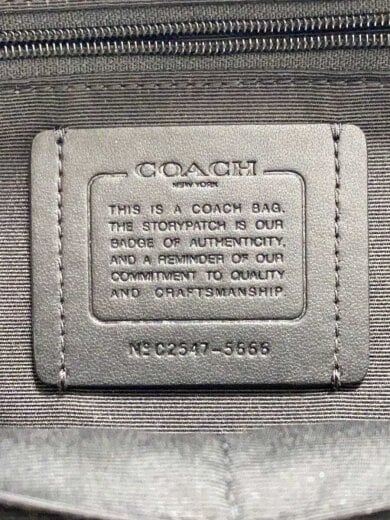 COACH
NEW YORK
THIS IS A COACH BAG.
THE STORYPATCH IS OUR
BADGE OF AUTHENTICITY,
AND A REMINDER OF OUR
COMMITMENT TO QUALITY
AND CRAFTSMANSHIP.
Nº C2547-5666